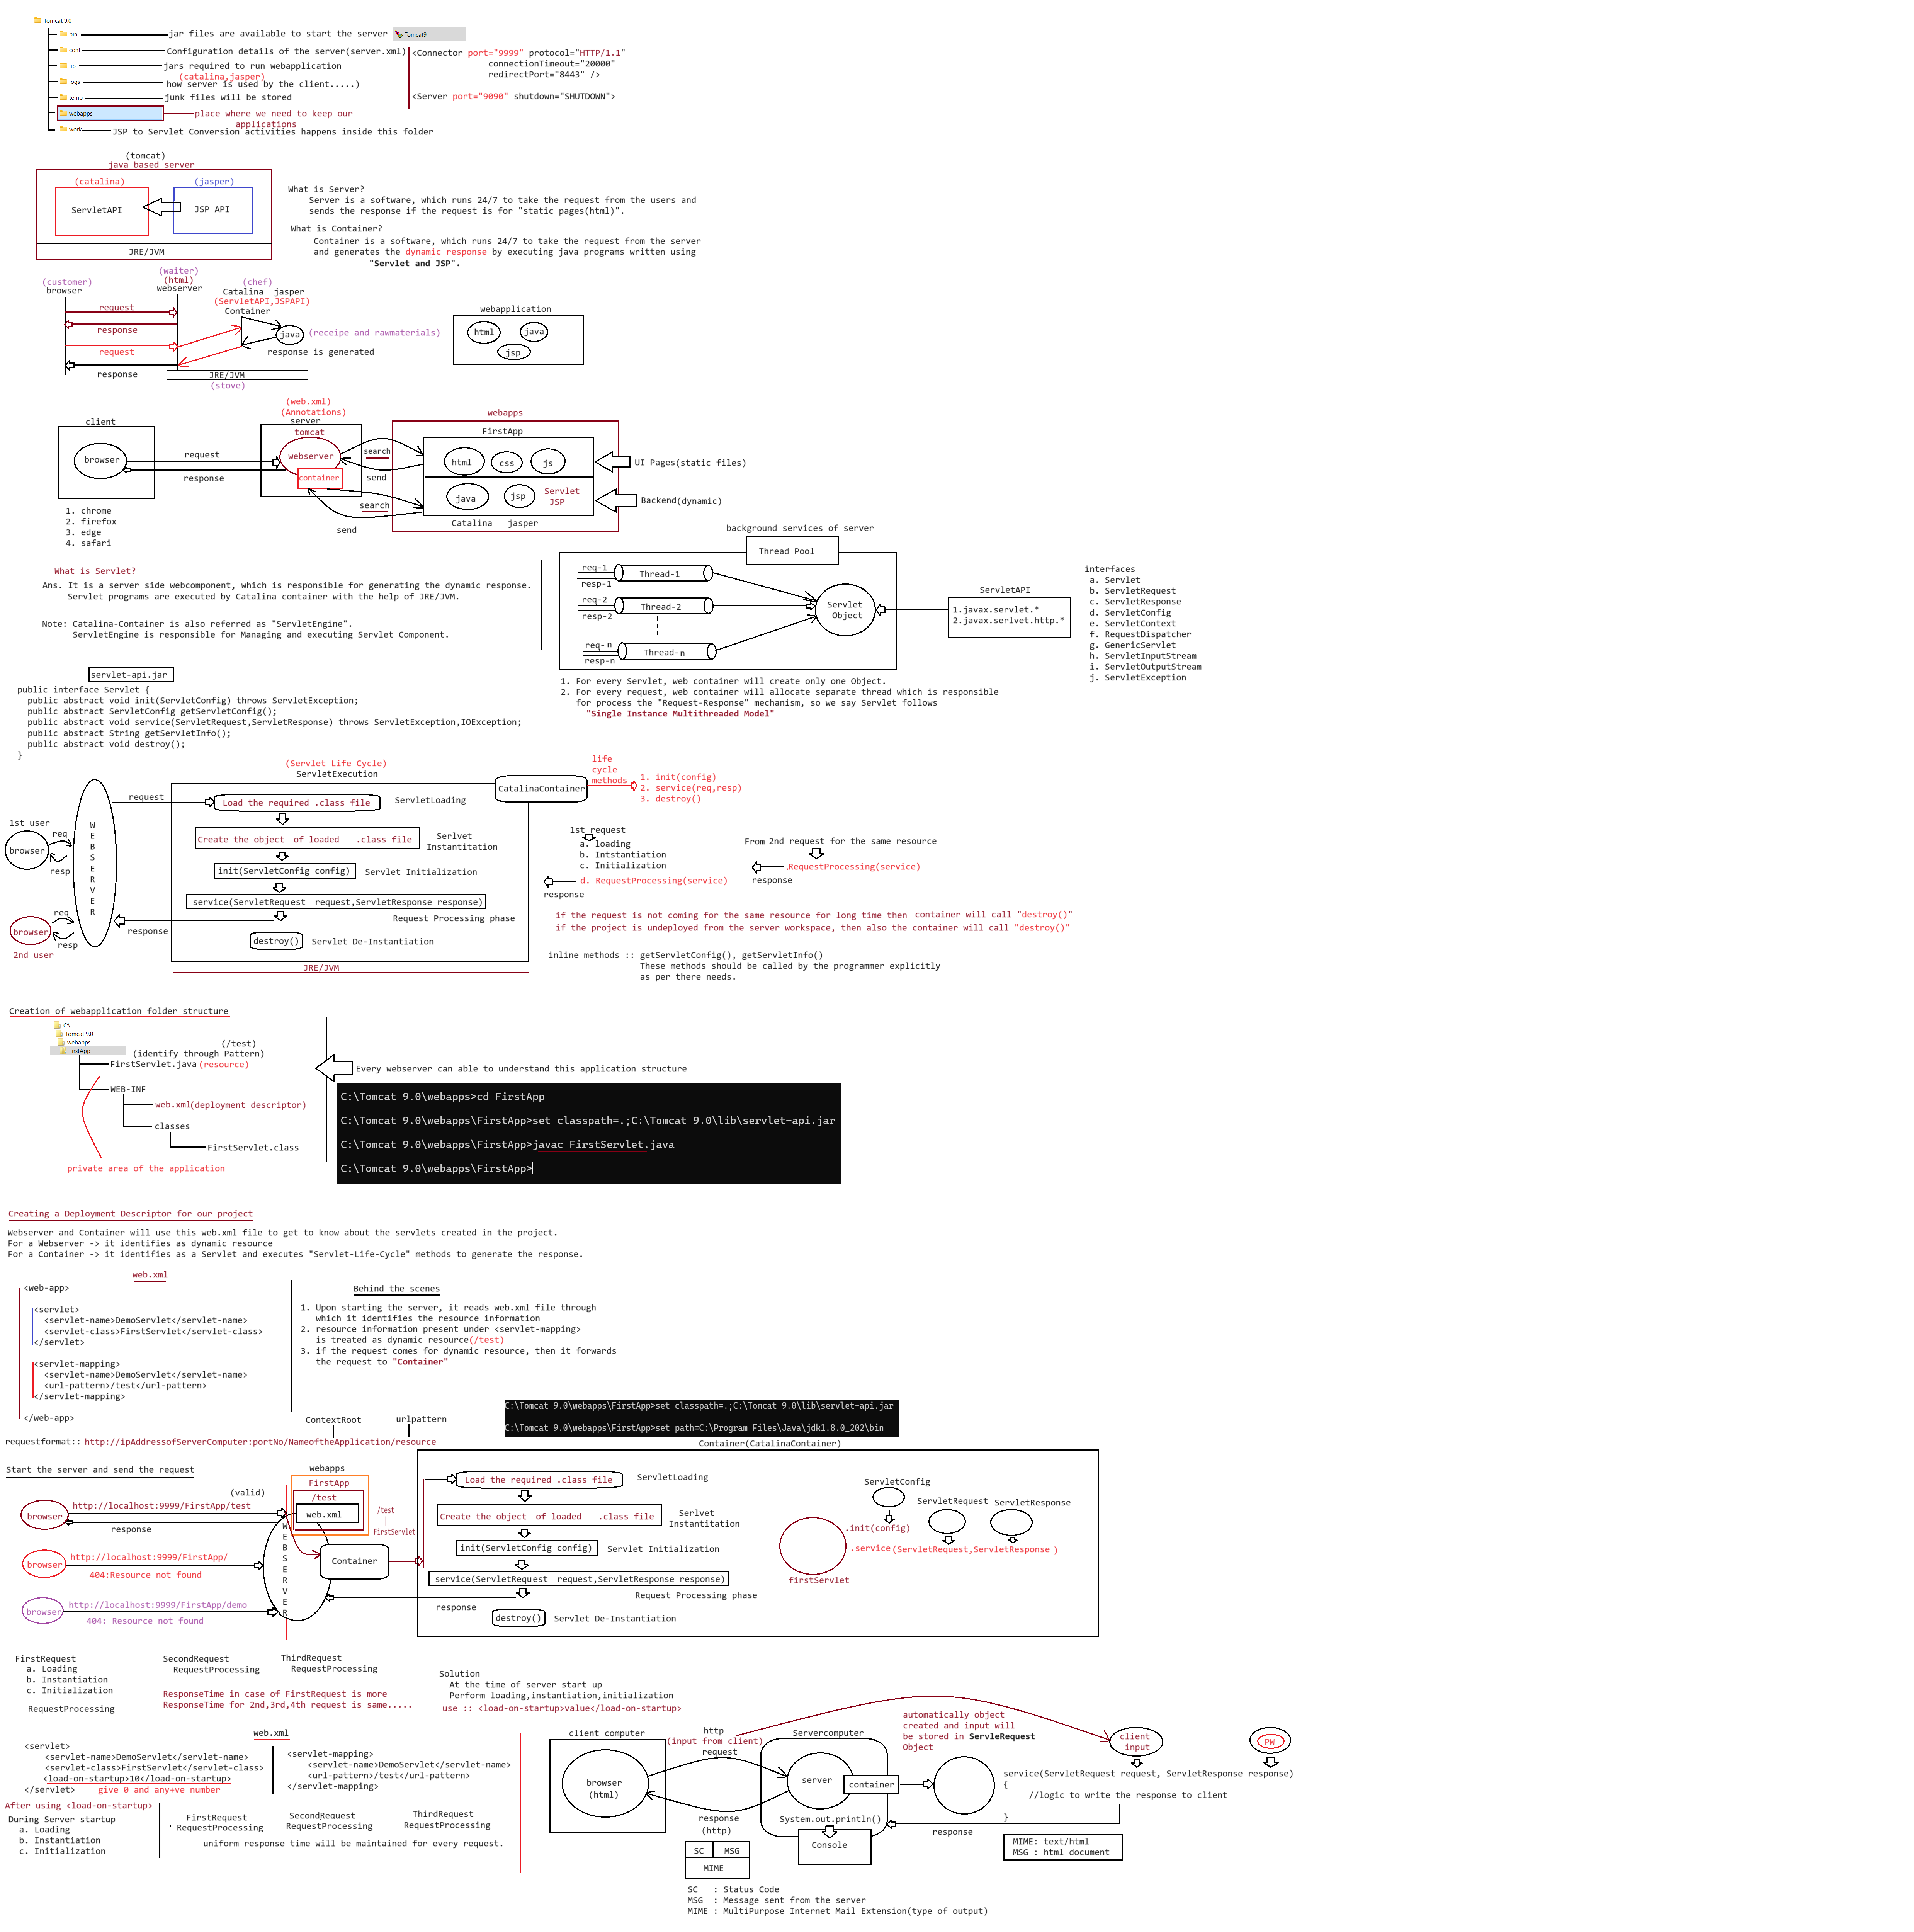 Tomcat 9.0
bin
jar files are available to start the server
Tomcat9
conf
Configuration details of the server(server.xml)
lib
jars required to run webapplication
(catalina,jasper)
logs
how server is used by the client.....)
temp
junk files will be stored
webapps
place where we need to keep our
applications
work
JSP to Servlet Conversion activities happens inside this folder
<Connector port="9999" protocol="HTTP/1.1"
connectionTimeout="20000"
redirectPort="8443" />
<Server port="9090" shutdown="SHUTDOWN">
(tomcat)
java based server
(catalina)
(jasper)
ServletAPI
JSP API
JRE/JVM
What is Server?
Server is a software, which runs 24/7 to take the request from the users and
sends the response if the request is for "static pages(html)".
What is Container?
Container is a software, which runs 24/7 to take the request from the server
and generates the dynamic response by executing java programs written using
"Servlet and JSP".
(customer)
browser
(waiter)
(html)
webserver
(chef)
Catalina jasper
(ServletAPI,JSPAPI)
Container
request
response
java
(receipe and rawmaterials)
request
response is generated
response
JRE/JVM
(stove)
webapplication
html
java
jsp
client
browser
1. chrome
2. firefox
3. edge
4. safari
request
response
(web.xml)
(Annotations)
server
tomcat
webserver
container
search
send
search
send
webapps
FirstApp
html
css
js
java
jsp
Servlet
JSP
Catalina jasper
UI Pages(static files)
Backend(dynamic)
What is Servlet?
Ans. It is a server side webcomponent, which is responsible for generating the dynamic response.
Servlet programs are executed by Catalina container with the help of JRE/JVM.
Note: Catalina-Container is also referred as "ServletEngine".
ServletEngine is responsible for Managing and executing Servlet Component.
background services of server
Thread Pool
req-1
resp-1
Thread-1
req-2
resp-2
Thread-2
req-n
resp-n
Thread-n
Servlet
Object
ServletAPI
1.javax.servlet.*
2.javax.serlvet.http.*
interfaces
a. Servlet
b. ServletRequest
c. ServletResponse
d. ServletConfig
e. ServletContext
f. RequestDispatcher
g. GenericServlet
h. ServletInputStream
i. ServletOutputStream
j. ServletException
1. For every Servlet, web container will create only one Object.
2. For every request, web container will allocate separate thread which is responsible
for process the "Request-Response" mechanism, so we say Servlet follows
"Single Instance Multithreaded Model"
servlet-api.jar
public interface Servlet {
public abstract void init(ServletConfig) throws ServletException;
public abstract ServletConfig getServletConfig();
public abstract void service(ServletRequest,ServletResponse) throws ServletException,IOException;
public abstract String getServletInfo();
public abstract void destroy();
}
(Servlet Life Cycle)
ServletExecution
CatalinaContainer
life
cycle
methods
1. init(config)
2. service(req,resp)
3. destroy()
1st user
browser
req
resp
2nd user
browser
req
resp
WEBSERVER
request
response
Load the required .class file
ServletLoading
Create the object of loaded .class file
Serlvet
Instantitation
init(ServletConfig config)
Servlet Initialization
service(ServletRequest request,ServletResponse response)
Request Processing phase
destroy()
Servlet De-Instantiation
JRE/JVM
1st request
a. loading
b. Intstantiation
c. Initialization
d. RequestProcessing(service)
response
From 2nd request for the same resource
RequestProcessing(service)
response
if the request is not coming for the same resource for long time then container will call "destroy()"
if the project is undeployed from the server workspace, then also the container will call "destroy()"
inline methods :: getServletConfig(), getServletInfo()
These methods should be called by the programmer explicitly
as per there needs.
Creation of webapplication folder structure
C:\
Tomcat 9.0
webapps
FirstApp
(/test)
(identify through Pattern)
FirstServlet.java(resource)
WEB-INF
web.xml(deployment descriptor)
classes
FirstServlet.class
private area of the application
Every webserver can able to understand this application structure
C:\Tomcat 9.0\webapps>cd FirstApp
C:\Tomcat 9.0\webapps\FirstApp>set classpath=.;C:\Tomcat 9.0\lib\servlet-api.jar
C:\Tomcat 9.0\webapps\FirstApp>javac FirstServlet.java
C:\Tomcat 9.0\webapps\FirstApp>
Creating a Deployment Descriptor for our project
Webserver and Container will use this web.xml file to get to know about the servlets created in the project.
For a Webserver -> it identifies as dynamic resource
For a Container -> it identifies as a Servlet and executes "Servlet-Life-Cycle" methods to generate the response.
web.xml
<web-app>
<servlet>
<servlet-name>DemoServlet</servlet-name>
<servlet-class>FirstServlet</servlet-class>
</servlet>
<servlet-mapping>
<servlet-name>DemoServlet</servlet-name>
<url-pattern>/test</url-pattern>
</servlet-mapping>
</web-app>
Behind the scenes
1. Upon starting the server, it reads web.xml file through
which it identifies the resource information
2. resource information present under <servlet-mapping>
is treated as dynamic resource(/test)
3. if the request comes for dynamic resource, then it forwards
the request to "Container"
C:\Tomcat 9.0\webapps\FirstApp>set classpath=.;C:\Tomcat 9.0\lib\servlet-api.jar
C:\Tomcat 9.0\webapps\FirstApp>set path=C:\Program Files\Java\jdk1.8.0_202\bin
ContextRoot
urlpattern
requestformat:: http://ipAddressofServerComputer:portNo/NameoftheApplication/resource
Start the server and send the request
(valid)
browser
http://localhost:9999/FirstApp/test
response
browser
http://localhost:9999/FirstApp/
404:Resource not found
browser
http://localhost:9999/FirstApp/demo
404: Resource not found
webapps
FirstApp
/test
web.xml
WEBSERVER
/test
|
FirstServlet
Container
Container(CatalinaContainer)
Load the required .class file
ServletLoading
Create the object of loaded .class file
Serlvet
Instantitation
init(ServletConfig config)
Servlet Initialization
service(ServletRequest request,ServletResponse response)
Request Processing phase
response
destroy()
Servlet De-Instantiation
ServletConfig
ServletRequest
ServletResponse
.init(config)
.service(ServletRequest,ServletResponse )
firstServlet
FirstRequest
a. Loading
b. Instantiation
c. Initialization
RequestProcessing
SecondRequest
RequestProcessing
ThirdRequest
RequestProcessing
ResponseTime in case of FirstRequest is more
ResponseTime for 2nd,3rd,4th request is same.....
Solution
At the time of server start up
Perform loading,instantiation,initialization
use :: <load-on-startup>value</load-on-startup>
web.xml
<servlet>
<servlet-name>DemoServlet</servlet-name>
<servlet-class>FirstServlet</servlet-class>
<load-on-startup>10</load-on-startup>
</servlet>
give 0 and any+ve number
<servlet-mapping>
<servlet-name>DemoServlet</servlet-name>
<url-pattern>/test</url-pattern>
</servlet-mapping>
After using <load-on-startup>
During Server startup
a. Loading
b. Instantiation
c. Initialization
FirstRequest
' RequestProcessing
SecondRequest
RequestProcessing
ThirdRequest
RequestProcessing
uniform response time will be maintained for every request.
client computer
browser
(html)
http
(input from client)
request
response
(http)
Servercomputer
server
container
System.out.println()
Console
automatically object
created and input will
be stored in ServleRequest
Object
client
input
PW
service(ServletRequest request, ServletResponse response)
{
//logic to write the response to client
}
response
MIME: text/html
MSG : html document
SC
MSG
MIME
SC : Status Code
MSG : Message sent from the server
MIME : MultiPurpose Internet Mail Extension(type of output)